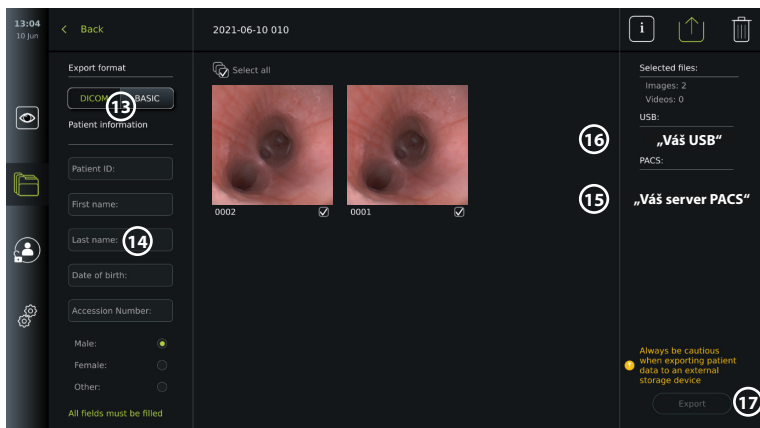 13:04
10 Jun
Back
2021-06-10 010
i
Export format
DICOM
BASIC
13
Patient information
Patient ID:
First name:
Last name:
14
Date of birth:
Accession Number:
Male:
Female:
Other:
All fields must be filled
Select all
0002
0001
Selected files:
Images: 2
Videos: 0
USB:
16
„Váš USB“
PACS:
15
„Váš server PACS“
! Always be cautious
when exporting patient
data to an external
storage device
Export
17